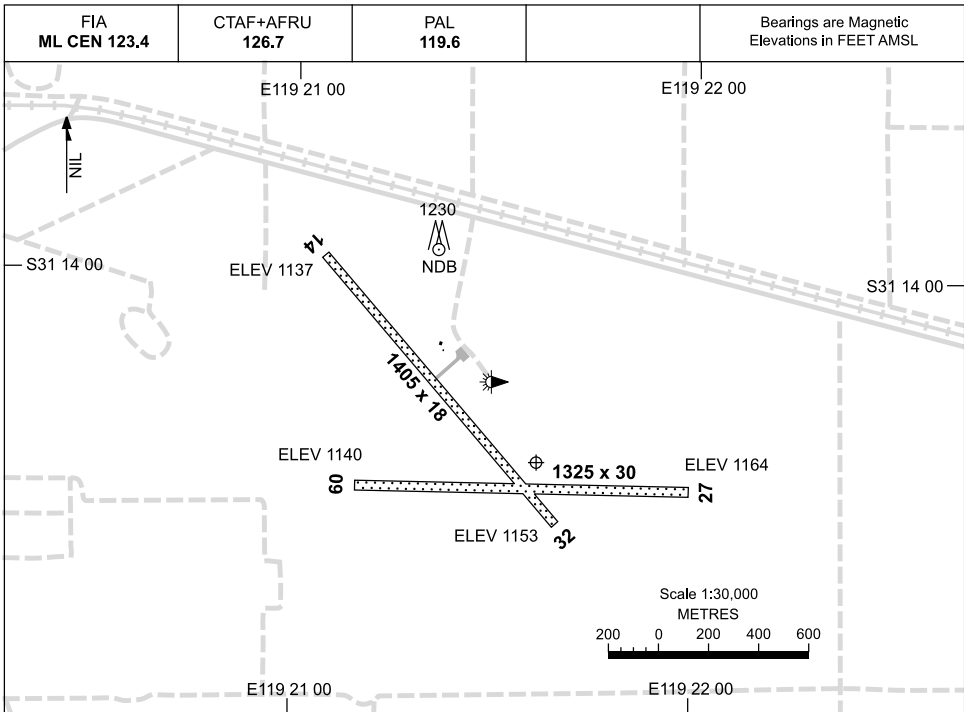 FIA
ML CEN 123.4
CTAF+AFRU
126.7
PAL
119.6
Bearings are Magnetic
Elevations in FEET AMSL
E119 21 00
E119 22 00
NIL
1230
NDB
14
ELEV 1137
S31 14 00
S31 14 00
1405 x 18
ELEV 1140
1325 x 30
ELEV 1164
09
27
ELEV 1153
32
Scale 1:30,000
METRES
200 0 200 400 600
E119 21 00
E119 22 00